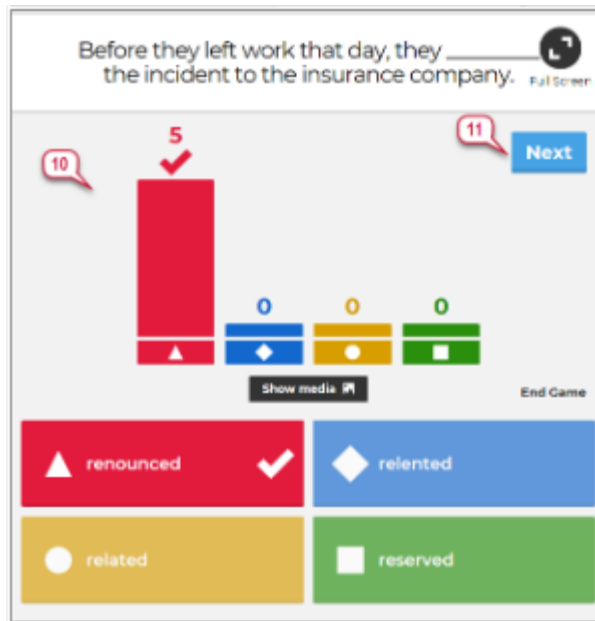 Before they left work that day, they ________
the incident to the insurance company.
Full Screen
11
5
10
Next
0
0
0
Show media
End Game
renounced
relented
related
reserved